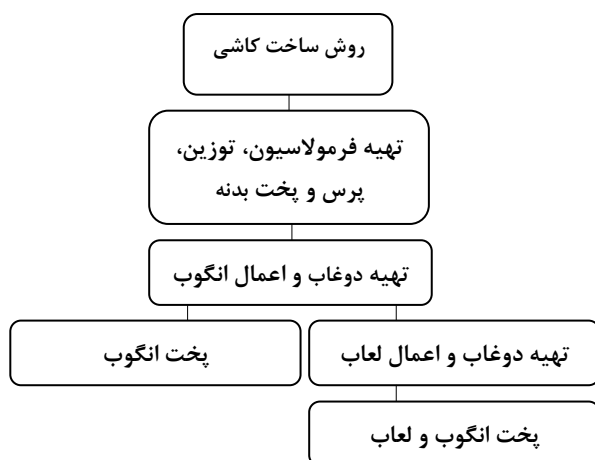 روش ساخت کاشی
تهیه فرمولاسیون، توزین،
پرس و پخت بدنه
تهیه دوغاب و اعمال انگوب
تهیه دوغاب و اعمال لعاب
پخت انگوب
پخت انگوب و لعاب